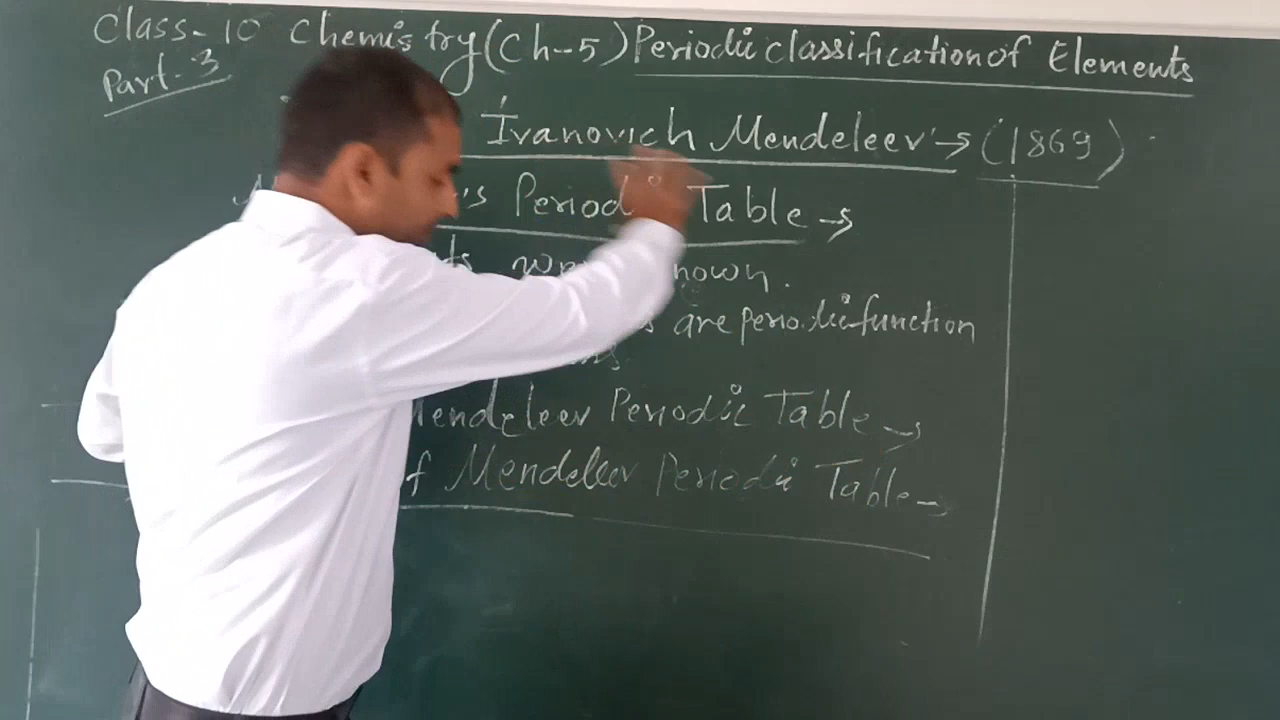 Class-10 Chemistry (Ch-5) Periodic classification of Elements
Part-3
Ivanovich Mendeleev's → (1869)
's Periodic Table →
known.
are periodic function
Mendeleev Periodic Table →
of Mendeleev Periodic Table →